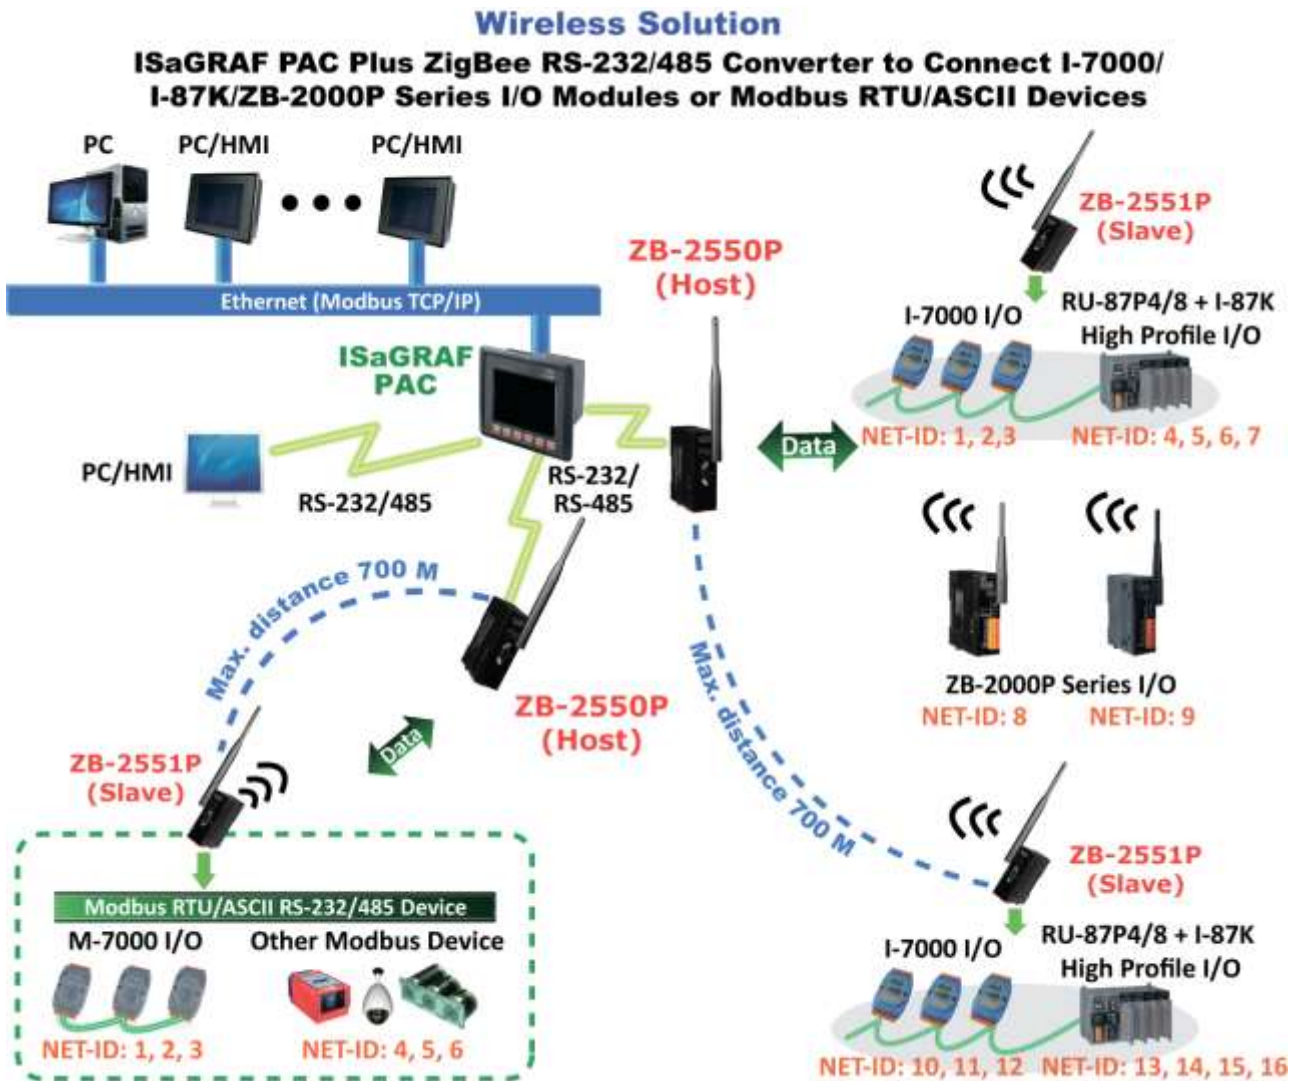 Wireless Solution
ISaGRAF PAC Plus ZigBee RS-232/485 Converter to Connect I-7000/
I-87K/ZB-2000P Series I/O Modules or Modbus RTU/ASCII Devices
PC
PC/HMI
PC/HMI
Ethernet (Modbus TCP/IP)
ISaGRAF
PAC
PC/HMI
RS-232/485
RS-232/
RS-485
ZB-2550P
(Host)
Data
ZB-2551P
(Slave)
I-7000 I/O
RU-87P4/8 + I-87K
High Profile I/O
NET-ID: 1, 2,3
NET-ID: 4, 5, 6, 7
ZB-2000P Series I/O
NET-ID: 8
NET-ID: 9
Max. distance 700 M
Max. distance 700 M
ZB-2550P
(Host)
Data
ZB-2551P
(Slave)
Modbus RTU/ASCII RS-232/485 Device
M-7000 I/O
Other Modbus Device
NET-ID: 1, 2, 3
NET-ID: 4, 5, 6
ZB-2551P
(Slave)
I-7000 I/O
RU-87P4/8 + I-87K
High Profile I/O
NET-ID: 10, 11, 12
NET-ID: 13, 14, 15, 16